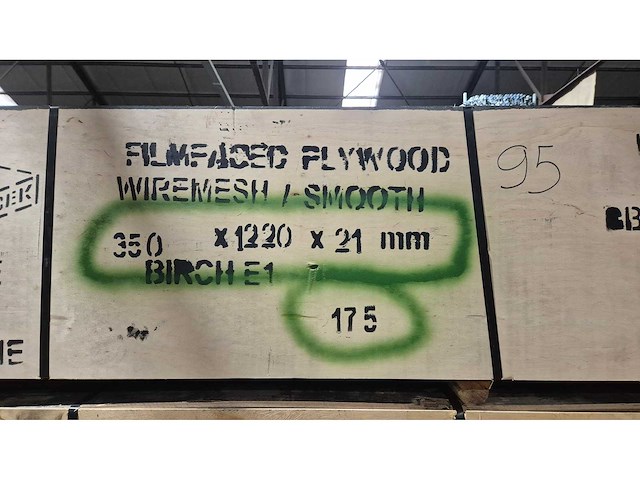 FILMFACED PLYWOOD
WIREMESH / SMOOTH
350 x 1220 x 21 mm
BIRCH E1
175
95